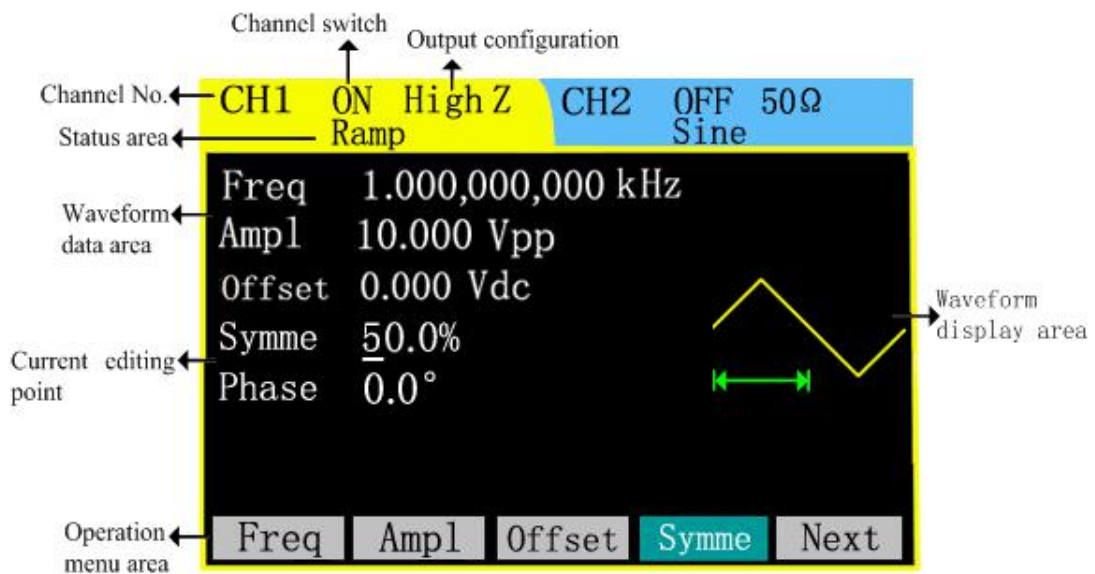 Channel switch
Output configuration
Channel No.
CH1 ON High Z
CH2 OFF 50Ω
Status area
Ramp
Sine
Freq 1.000,000,000 kHz
Waveform
data area
Ampl 10.000 Vpp
Offset 0.000 Vdc
Waveform
display area
Symme 50.0%
Current editing
point
Phase 0.0°
Operation
menu area
Freq Ampl Offset Symme Next